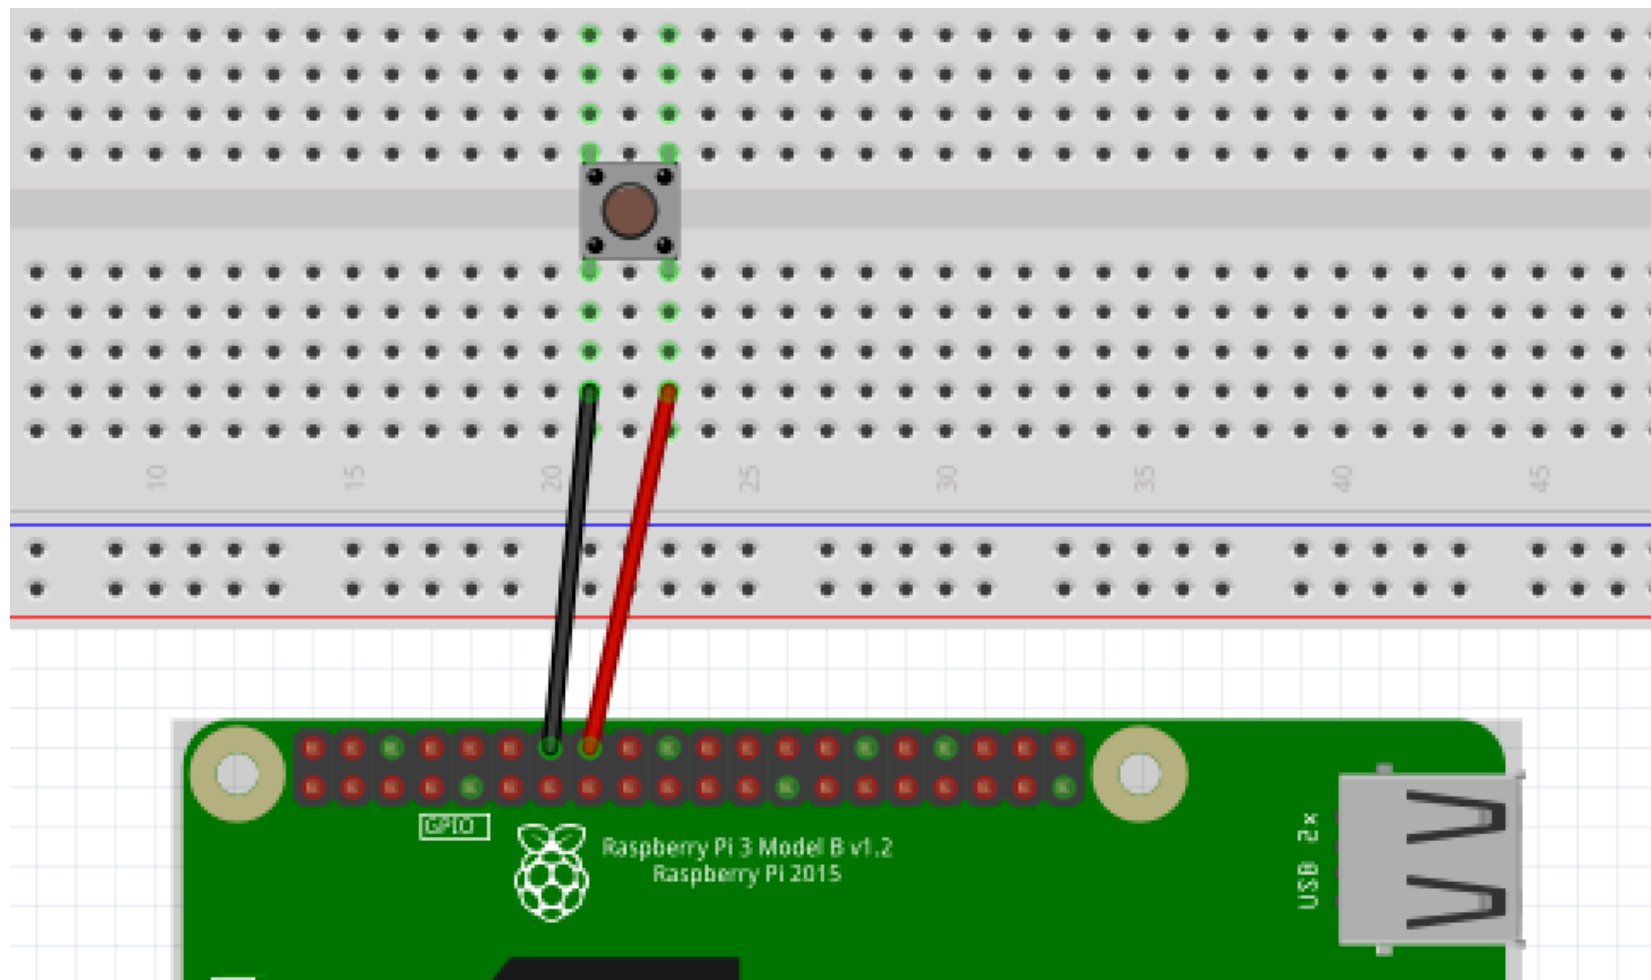 10 15 20 25 30 35 40 45
GPIO
Raspberry Pi 3 Model B v1.2
Raspberry Pi 2015
USB 2x